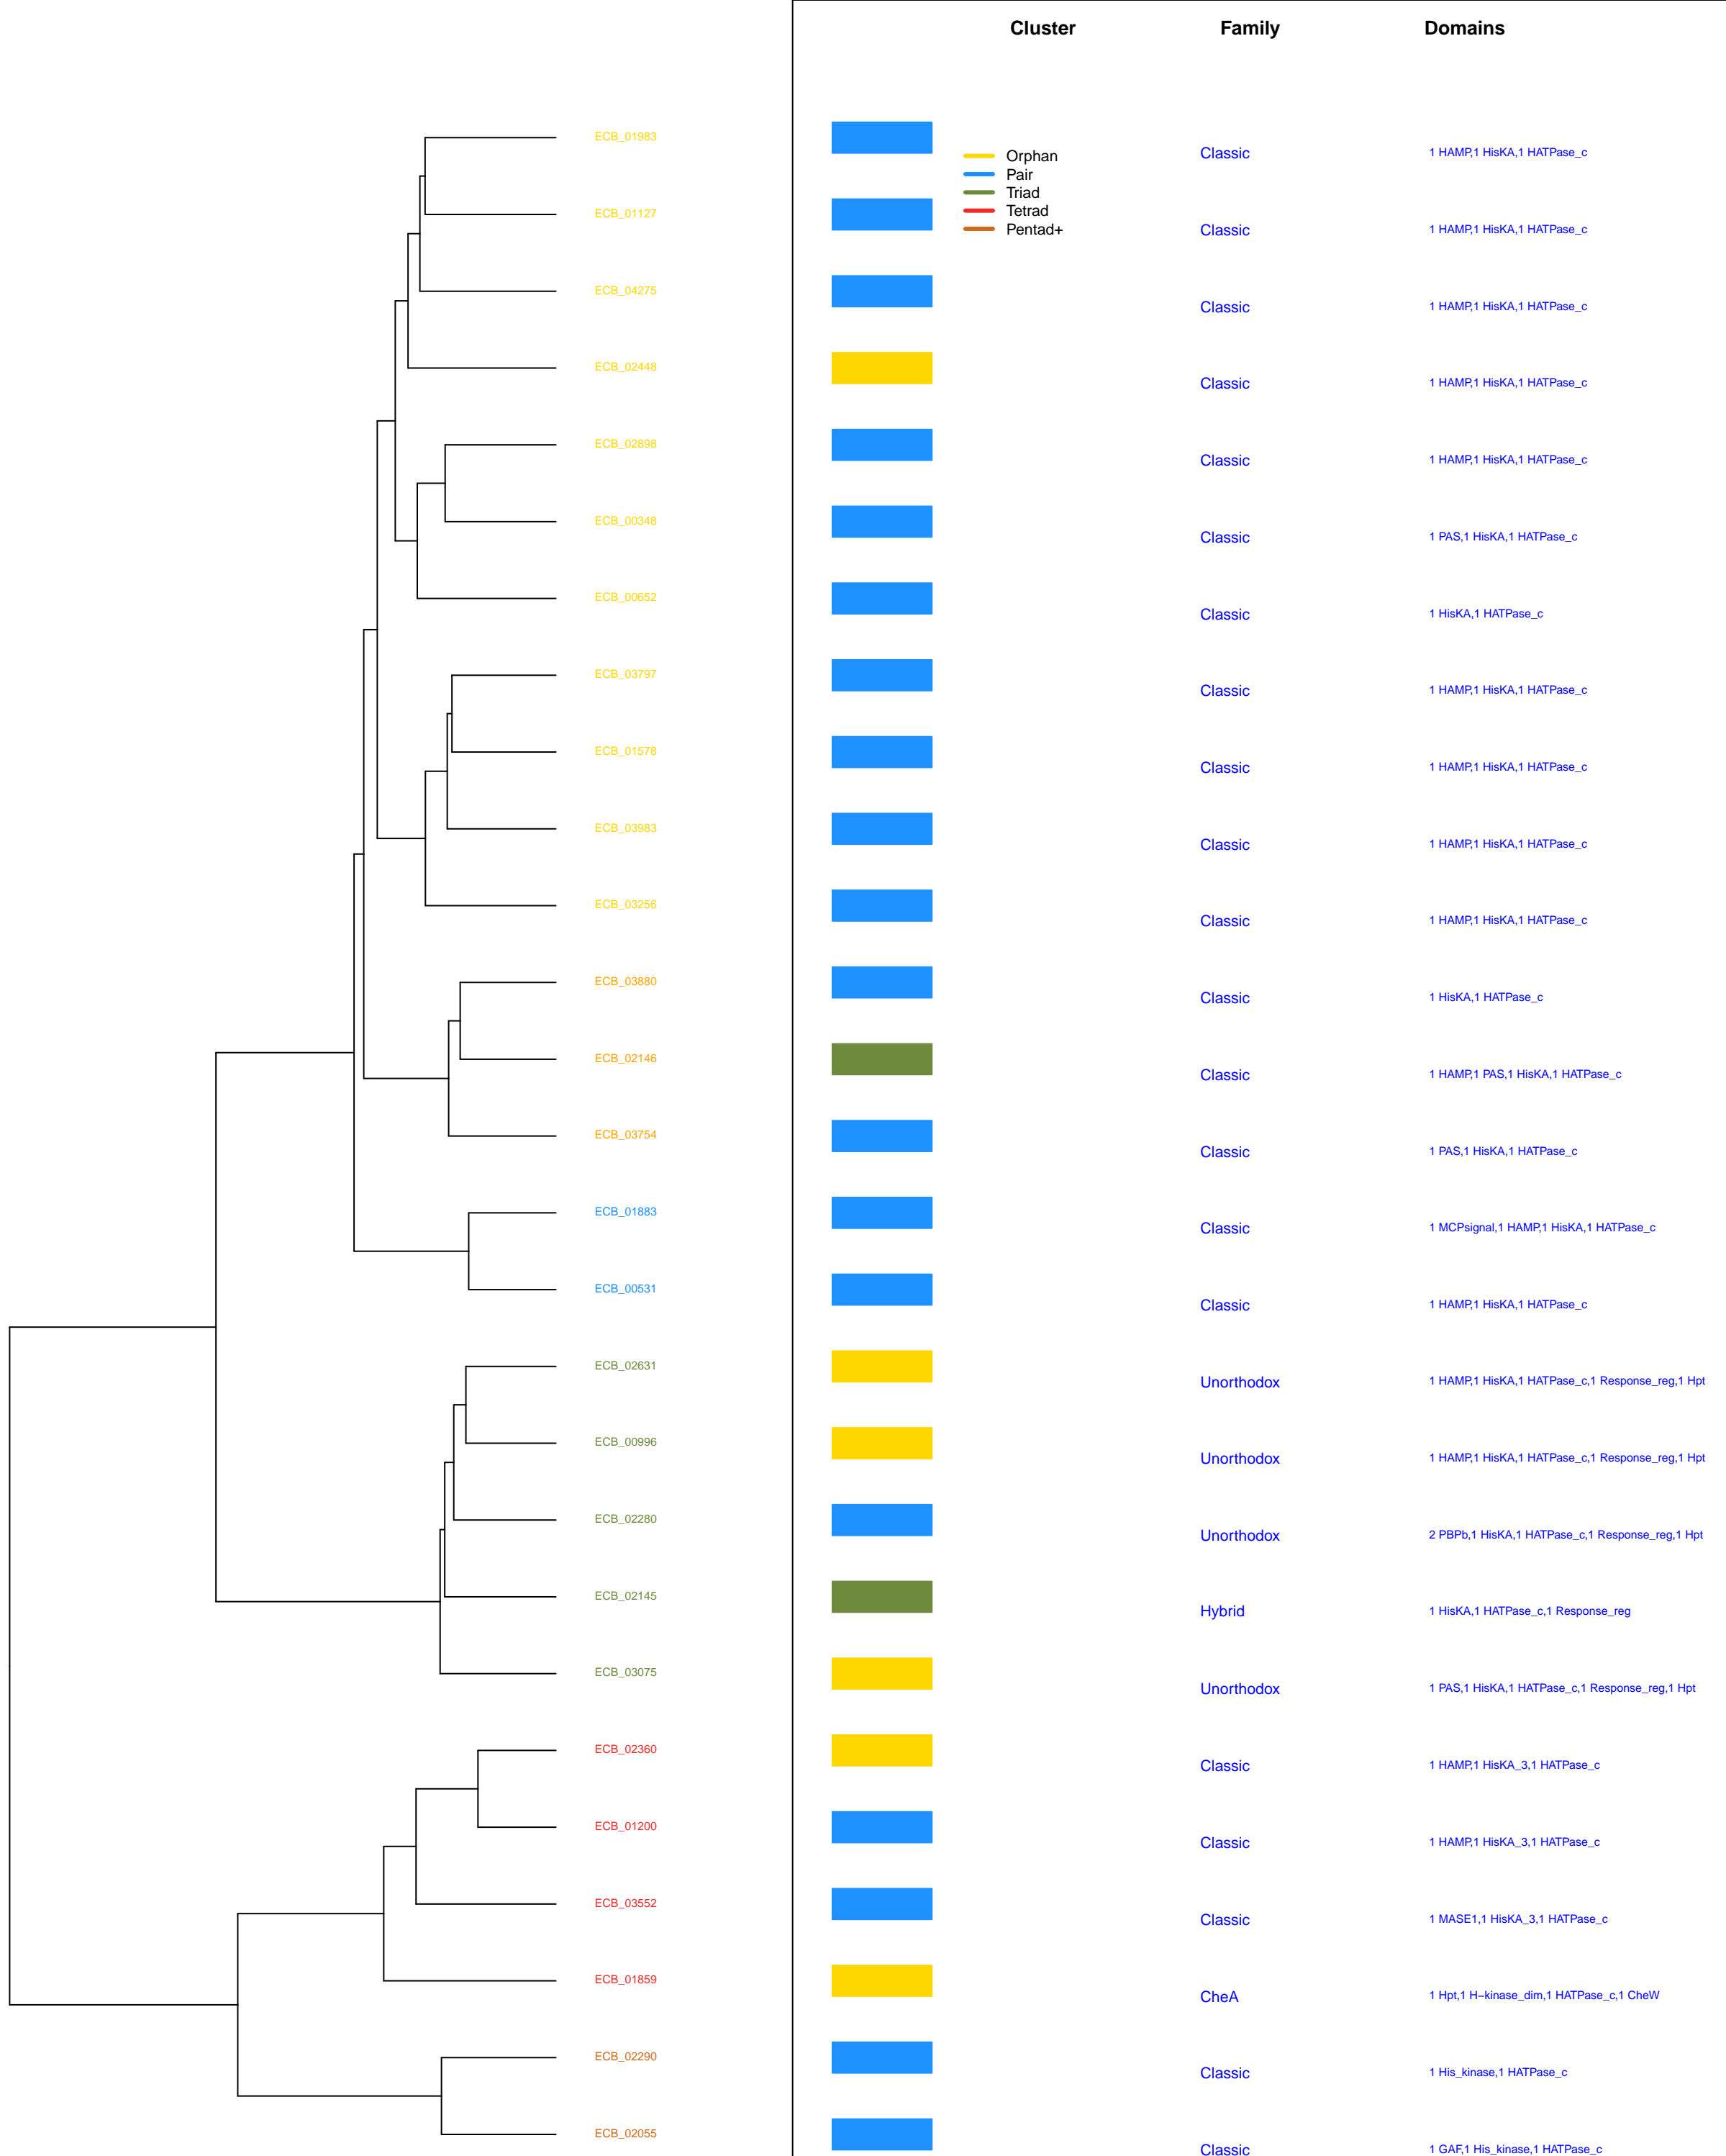 Cluster Family Domains
ECB_01983 Classic 1 HAMP,1 HisKA,1 HATPase_c
Orphan
Pair
Triad
Tetrad
Pentad+
ECB_01127 Classic 1 HAMP,1 HisKA,1 HATPase_c
ECB_04275 Classic 1 HAMP,1 HisKA,1 HATPase_c
ECB_02448 Classic 1 HAMP,1 HisKA,1 HATPase_c
ECB_02898 Classic 1 HAMP,1 HisKA,1 HATPase_c
ECB_00348 Classic 1 PAS,1 HisKA,1 HATPase_c
ECB_00652 Classic 1 HisKA,1 HATPase_c
ECB_03797 Classic 1 HAMP,1 HisKA,1 HATPase_c
ECB_01578 Classic 1 HAMP,1 HisKA,1 HATPase_c
ECB_03983 Classic 1 HAMP,1 HisKA,1 HATPase_c
ECB_03256 Classic 1 HAMP,1 HisKA,1 HATPase_c
ECB_03880 Classic 1 HisKA,1 HATPase_c
ECB_02146 Classic 1 HAMP,1 PAS,1 HisKA,1 HATPase_c
ECB_03754 Classic 1 PAS,1 HisKA,1 HATPase_c
ECB_01883 Classic 1 MCPsignal,1 HAMP,1 HisKA,1 HATPase_c
ECB_00531 Classic 1 HAMP,1 HisKA,1 HATPase_c
ECB_02631 Unorthodox 1 HAMP,1 HisKA,1 HATPase_c,1 Response_reg,1 Hpt
ECB_00996 Unorthodox 1 HAMP,1 HisKA,1 HATPase_c,1 Response_reg,1 Hpt
ECB_02280 Unorthodox 2 PBPb,1 HisKA,1 HATPase_c,1 Response_reg,1 Hpt
ECB_02145 Hybrid 1 HisKA,1 HATPase_c,1 Response_reg
ECB_03075 Unorthodox 1 PAS,1 HisKA,1 HATPase_c,1 Response_reg,1 Hpt
ECB_02360 Classic 1 HAMP,1 HisKA_3,1 HATPase_c
ECB_01200 Classic 1 HAMP,1 HisKA_3,1 HATPase_c
ECB_03552 Classic 1 MASE1,1 HisKA_3,1 HATPase_c
ECB_01859 CheA 1 Hpt,1 H−kinase_dim,1 HATPase_c,1 CheW
ECB_02290 Classic 1 His_kinase,1 HATPase_c
ECB_02055 Classic 1 GAF,1 His_kinase,1 HATPase_c